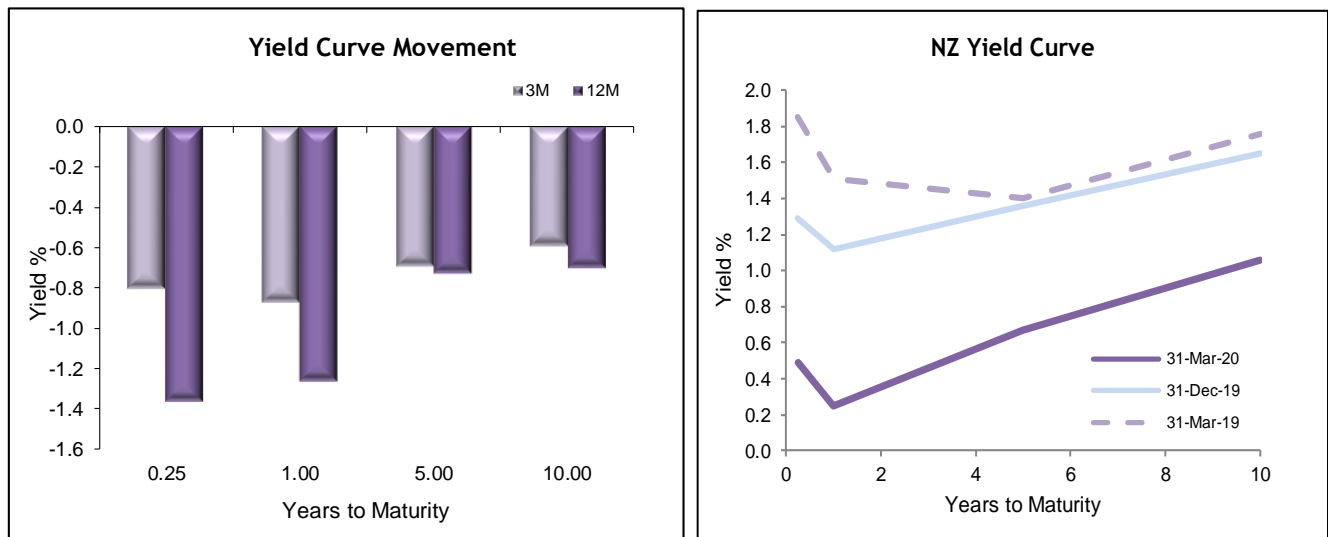 Yield Curve Movement
3M 12M
Yield %
0.0
-0.2
-0.4
-0.6
-0.8
-1.0
-1.2
-1.4
-1.6
0.25 1.00 5.00 10.00
Years to Maturity
NZ Yield Curve
Yield %
2.0
1.8
1.6
1.4
1.2
1.0
0.8
0.6
0.4
0.2
0.0
31-Mar-20
31-Dec-19
31-Mar-19
0 2 4 6 8 10
Years to Maturity